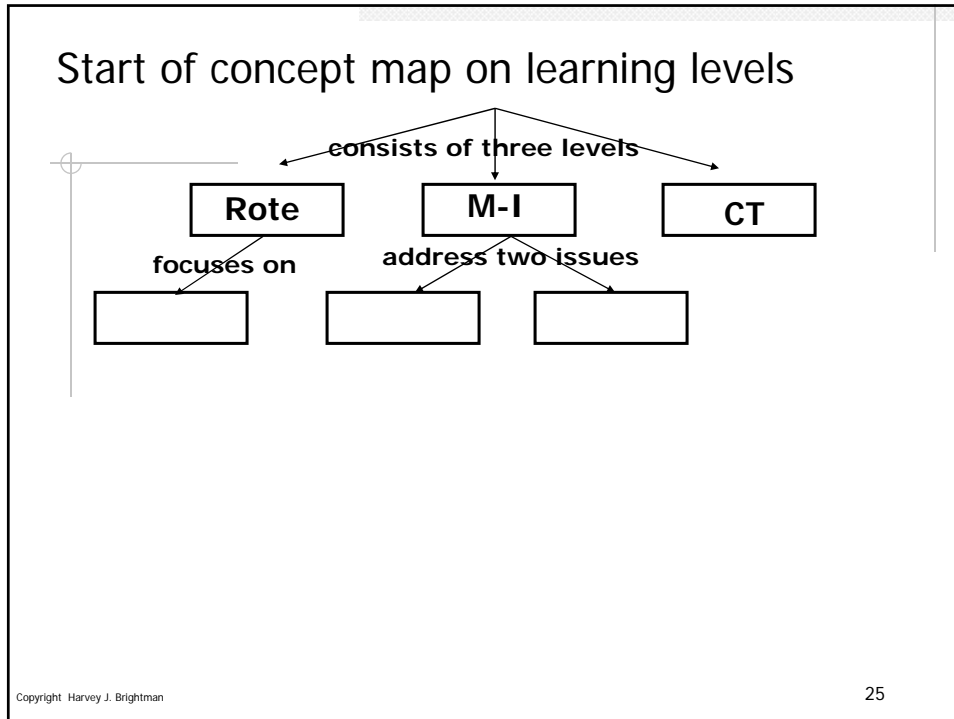 Start of concept map on learning levels
consists of three levels
Rote
M-I
CT
focuses on
address two issues
Copyright Harvey J. Brightman
25